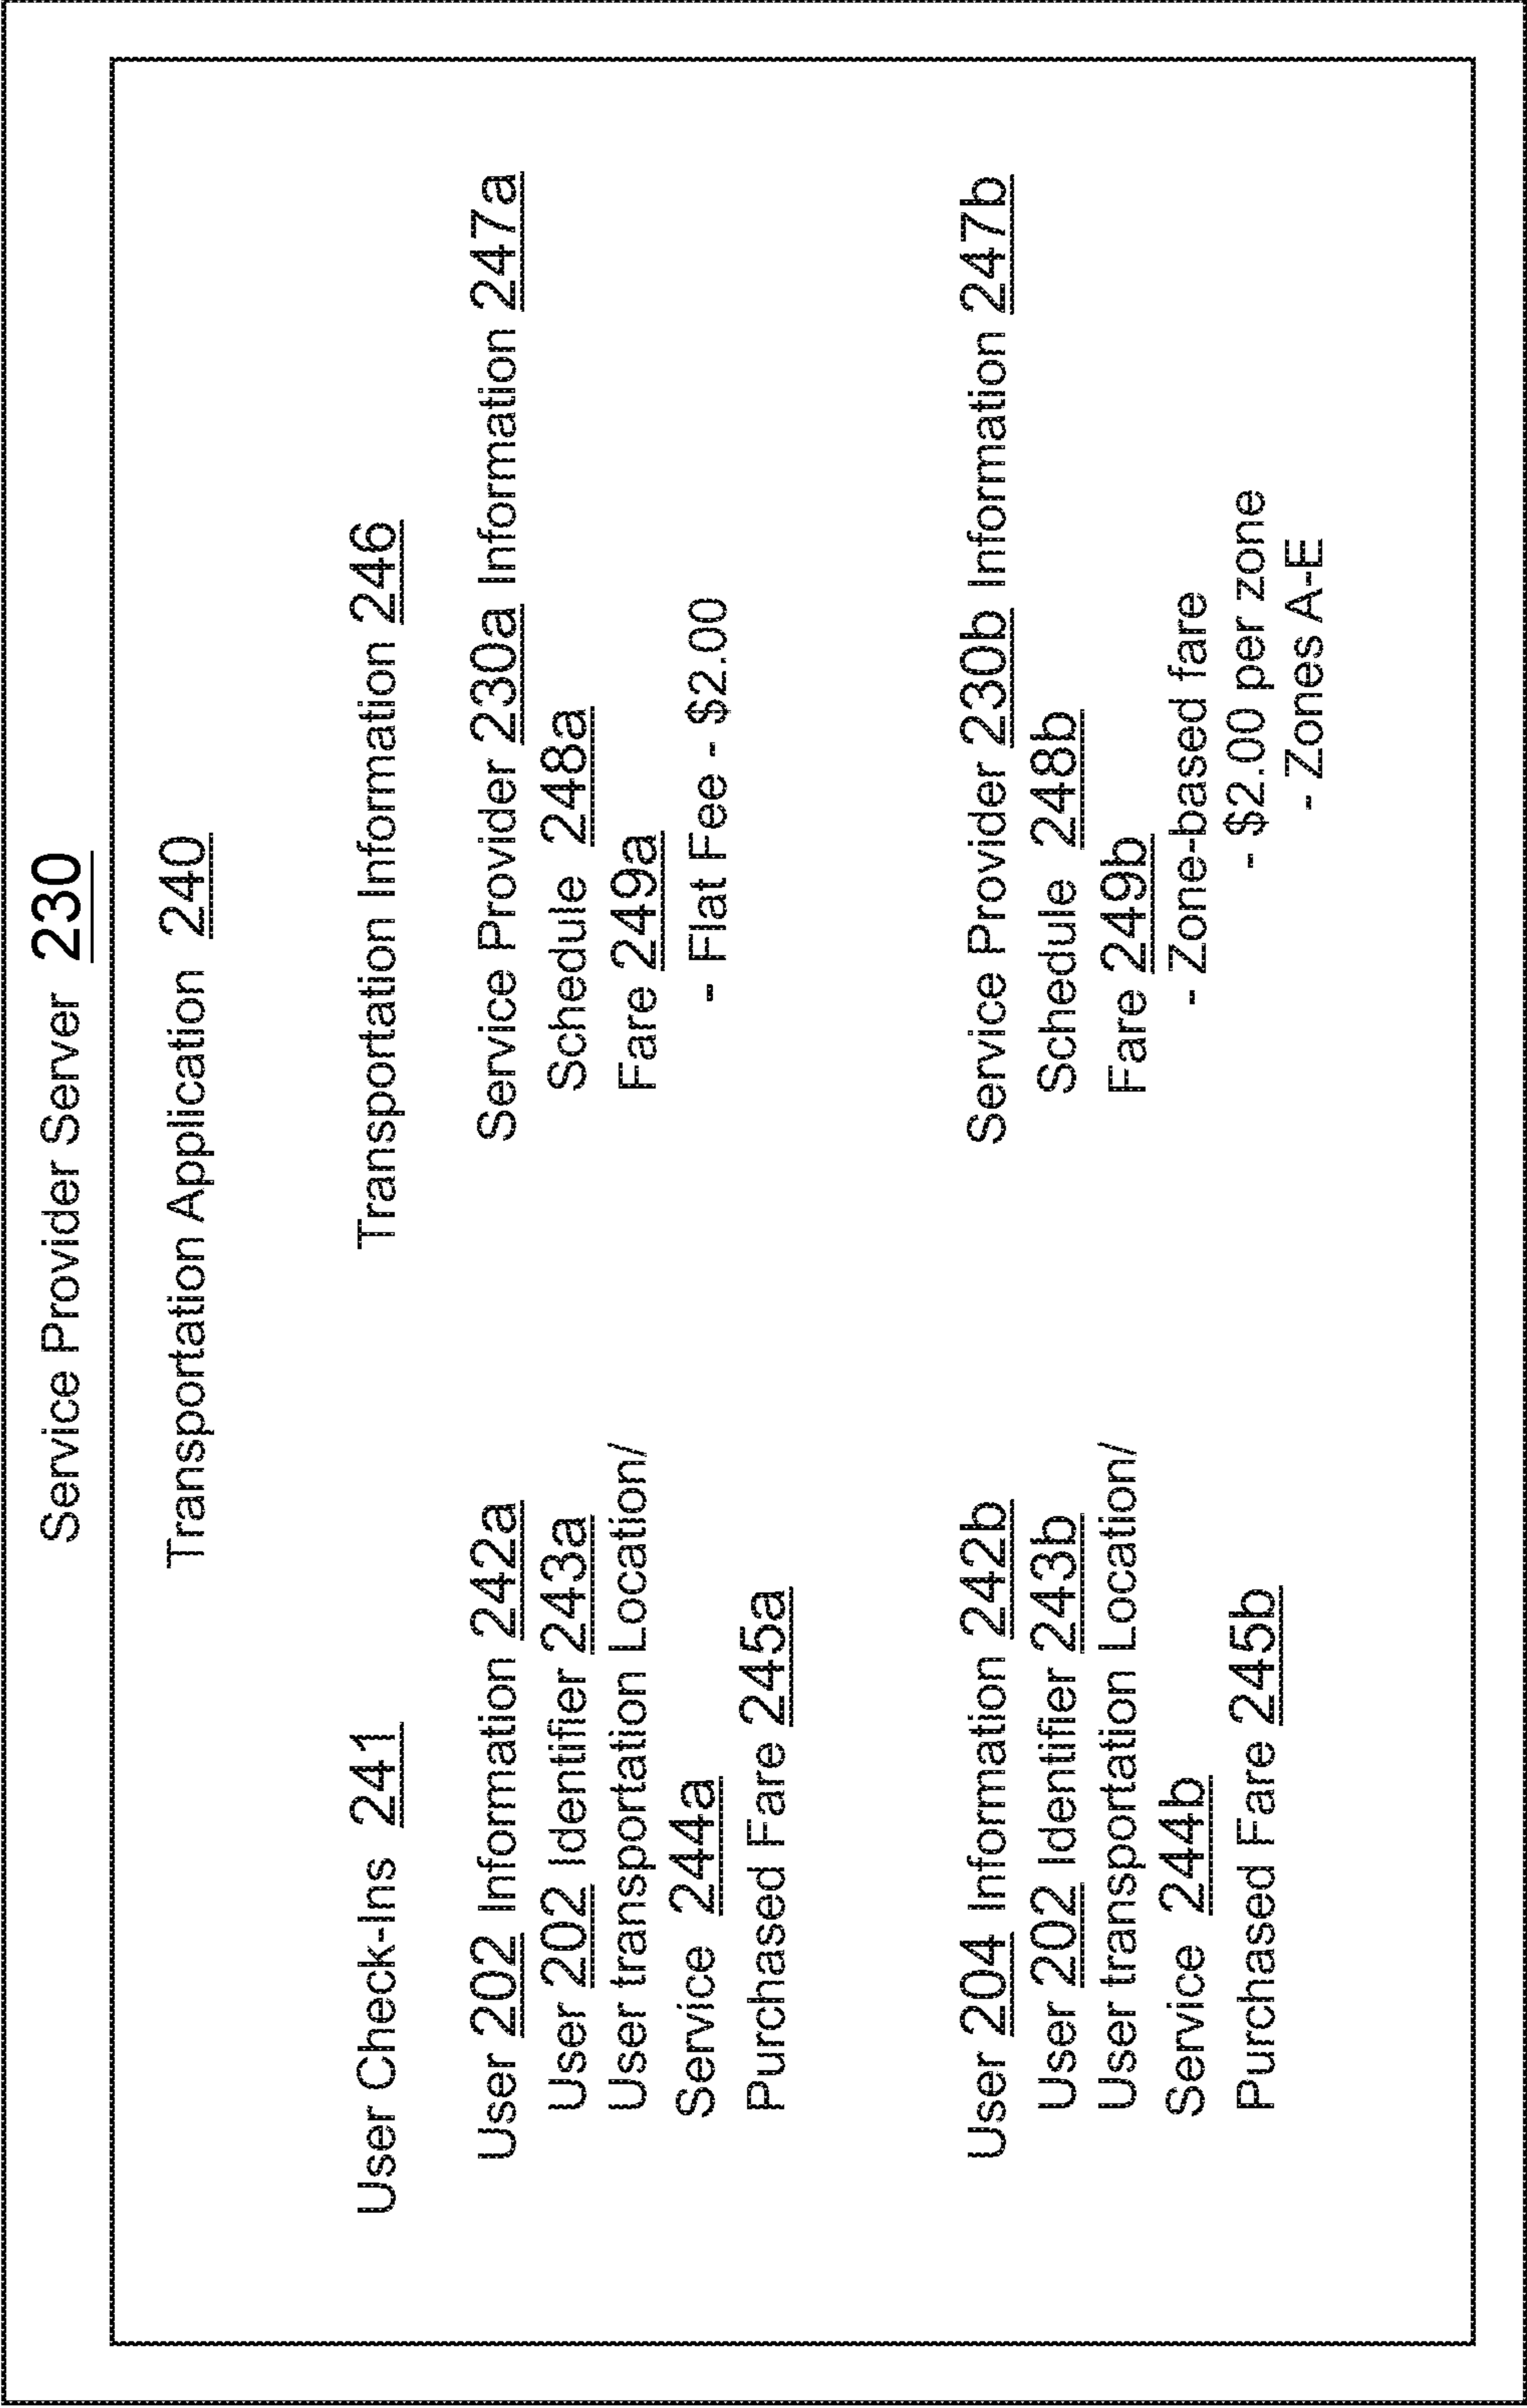 Service Provider Server 230
Transportation Application 240
User Check-Ins 241
User 202 Information 242a
User 202 Identifier 243a
User transportation Location/
Service 244a
Purchased Fare 245a
User 204 Information 242b
User 202 Identifier 243b
User transportation Location/
Service 244b
Purchased Fare 245b
Transportation Information 246
Service Provider 230a Information 247a
Schedule 248a
Fare 249a
- Flat Fee - $2.00
Service Provider 230b Information 247b
Schedule 248b
Fare 249b
- Zone-based fare
- $2.00 per zone
- Zones A-E